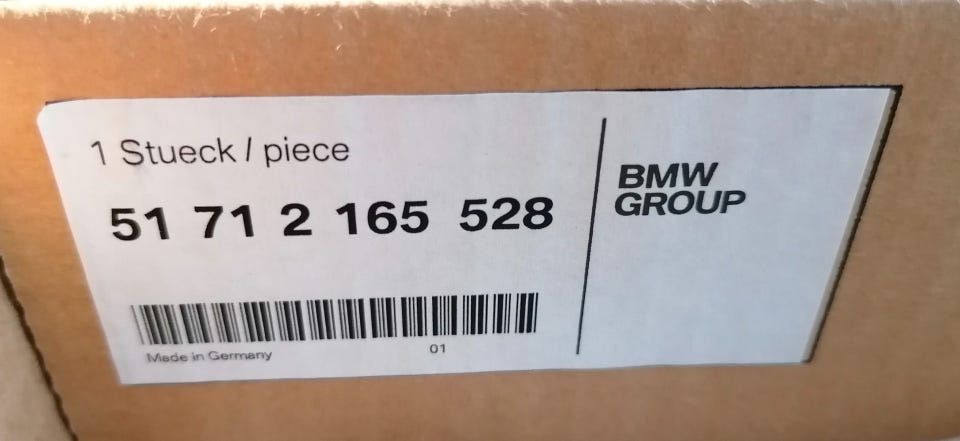 1 Stueck / piece
51 71 2 165 528
Made in Germany
01
BMW
GROUP